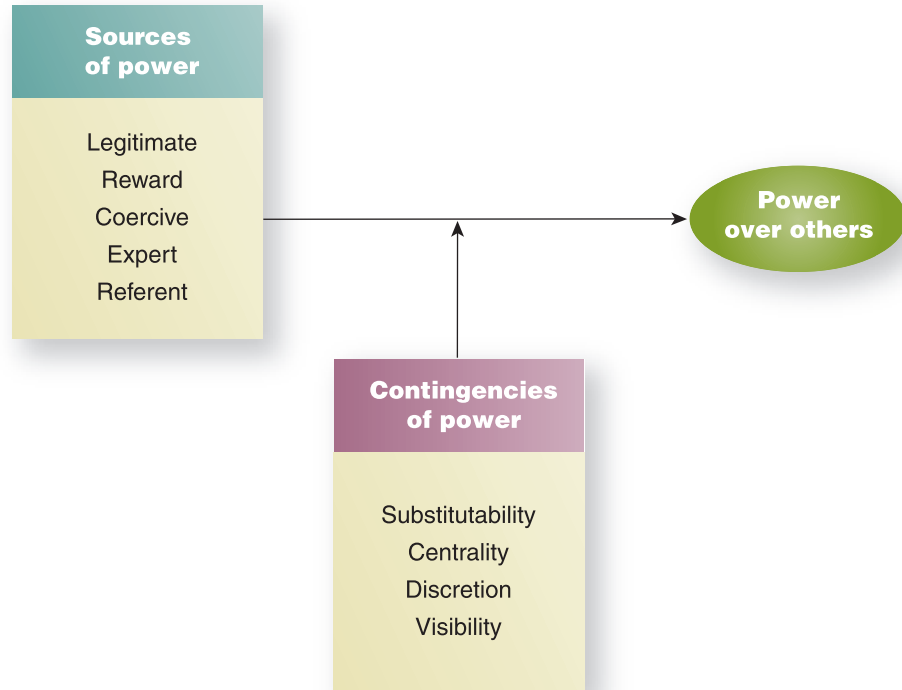 Sources
of power
Legitimate
Reward
Coercive
Expert
Referent
Power
over others
Contingencies
of power
Substitutability
Centrality
Discretion
Visibility